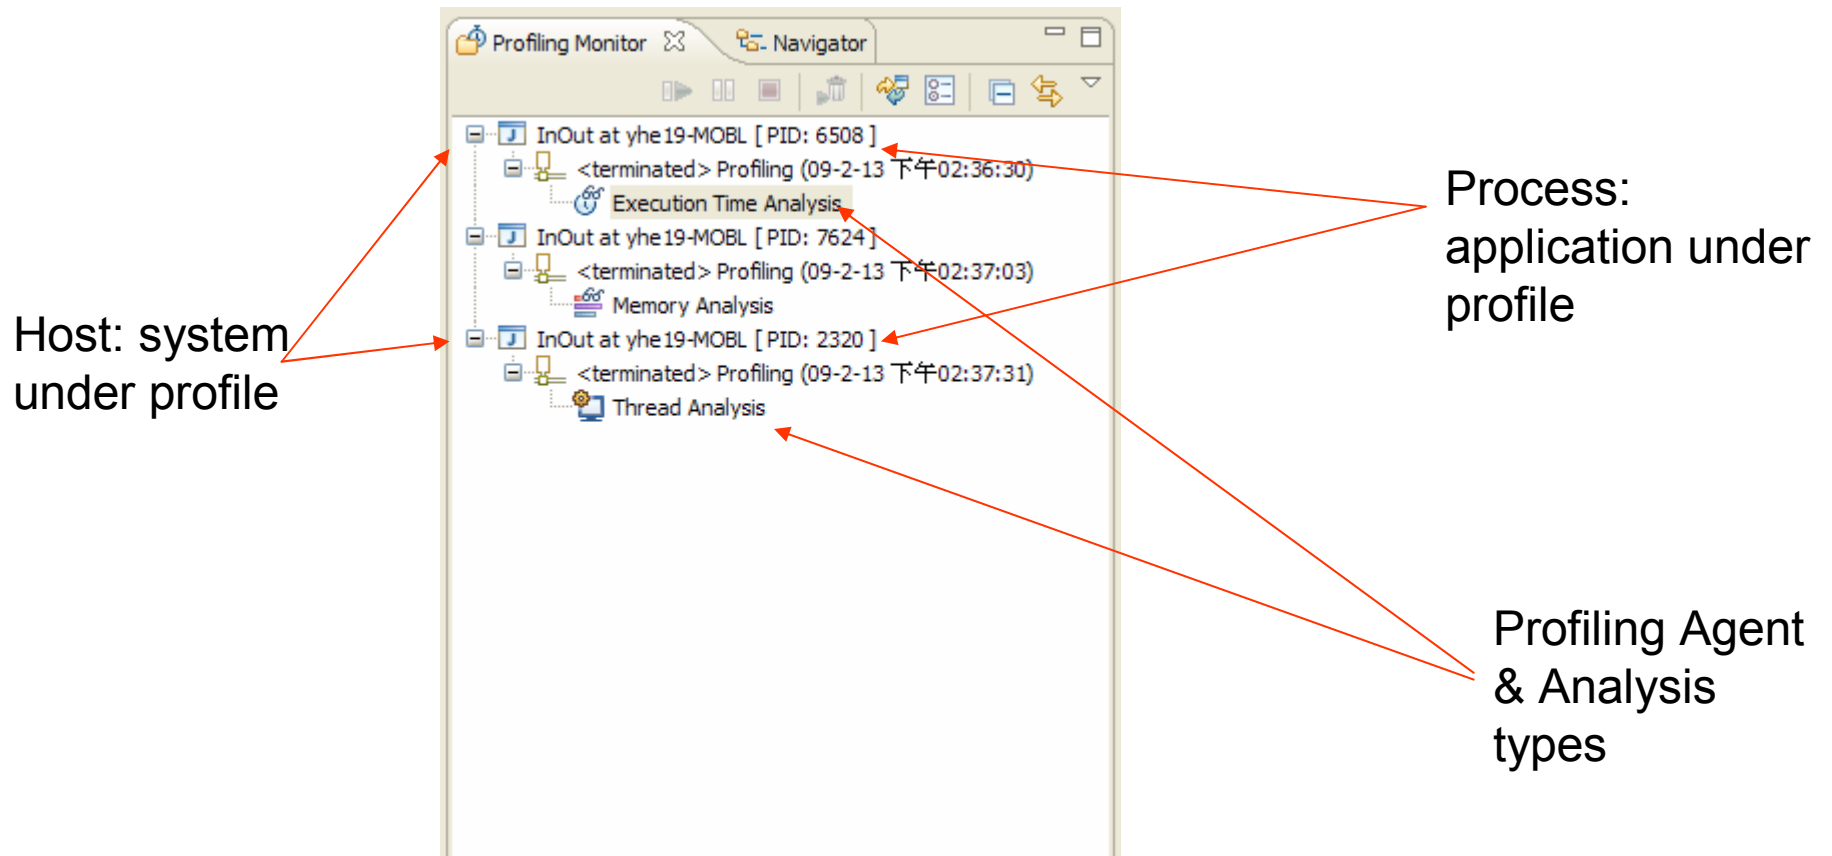 Profiling Monitor
Navigator
InOut at yhe19-MOBL [ PID: 6508 ]
<terminated> Profiling (09-2-13 下午02:36:30)
Execution Time Analysis
InOut at yhe19-MOBL [ PID: 7624 ]
<terminated> Profiling (09-2-13 下午02:37:03)
Memory Analysis
InOut at yhe19-MOBL [ PID: 2320 ]
<terminated> Profiling (09-2-13 下午02:37:31)
Thread Analysis
Host: system
under profile
Process:
application under
profile
Profiling Agent
& Analysis
types